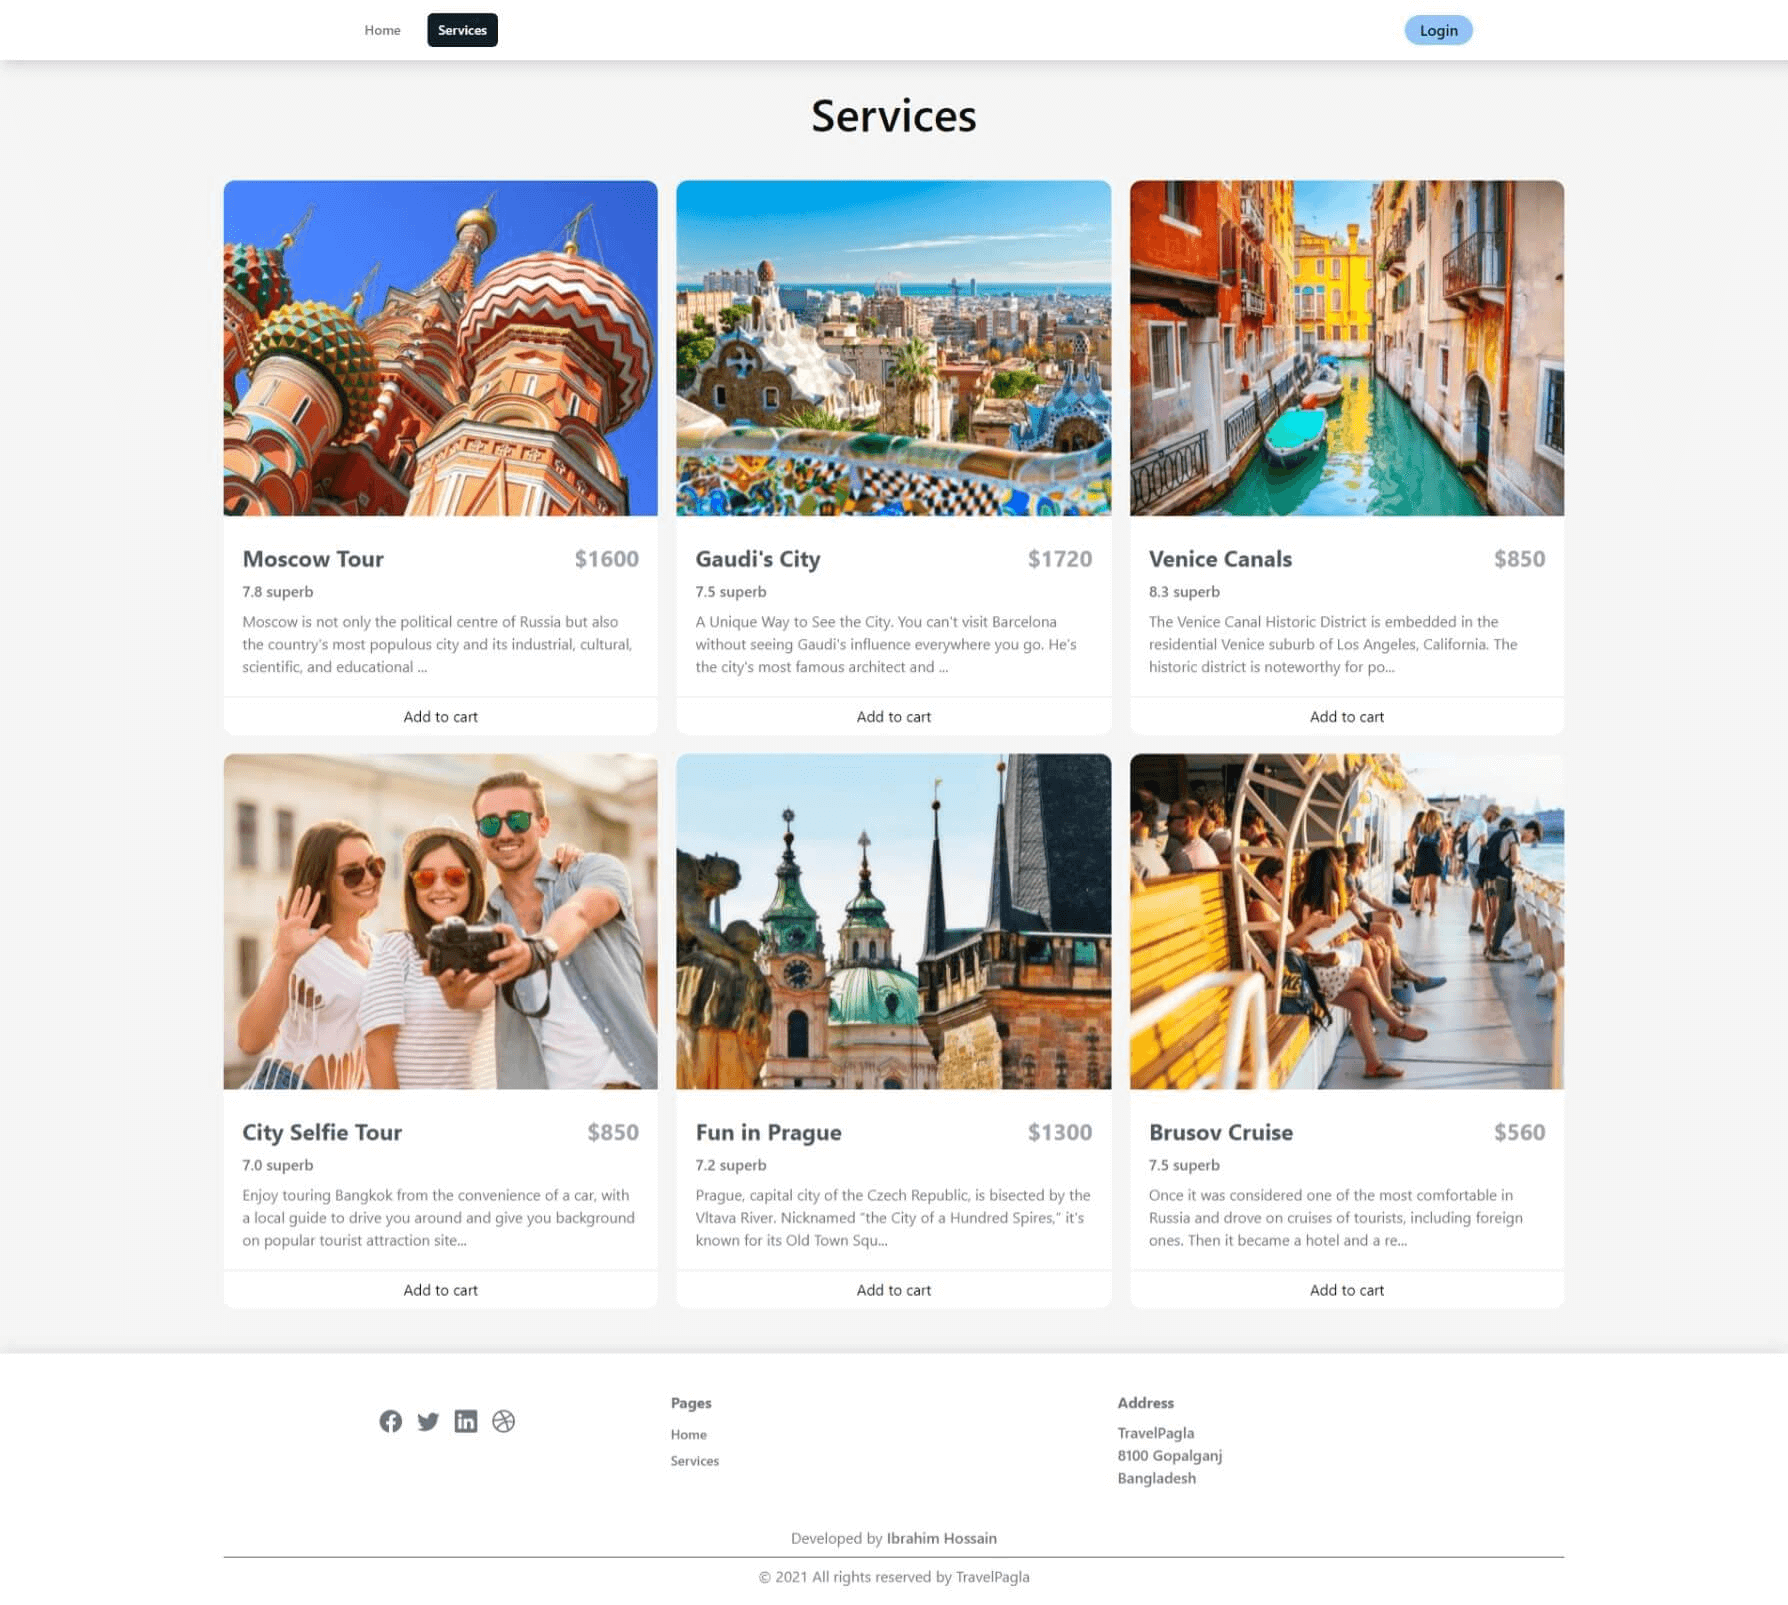 Home
Services
Login
Services
Moscow Tour
$1600
7.8 superb
Moscow is not only the political centre of Russia but also
the country's most populous city and its industrial, cultural,
scientific, and educational ...
Add to cart
Gaudi's City
$1720
7.5 superb
A Unique Way to See the City. You can't visit Barcelona
without seeing Gaudi's influence everywhere you go. He's
the city's most famous architect and ...
Add to cart
Venice Canals
$850
8.3 superb
The Venice Canal Historic District is embedded in the
residential Venice suburb of Los Angeles, California. The
historic district is noteworthy for po...
Add to cart
City Selfie Tour
$850
7.0 superb
Enjoy touring Bangkok from the convenience of a car, with
a local guide to drive you around and give you background
on popular tourist attraction site...
Add to cart
Fun in Prague
$1300
7.2 superb
Prague, capital city of the Czech Republic, is bisected by the
Vltava River. Nicknamed “the City of a Hundred Spires,” it's
known for its Old Town Squ...
Add to cart
Brusov Cruise
$560
7.5 superb
Once it was considered one of the most comfortable in
Russia and drove on cruises of tourists, including foreign
ones. Then it became a hotel and a re...
Add to cart
Pages
Home
Services
Address
TravelPagla
8100 Gopalganj
Bangladesh
Developed by Ibrahim Hossain
© 2021 All rights reserved by TravelPagla